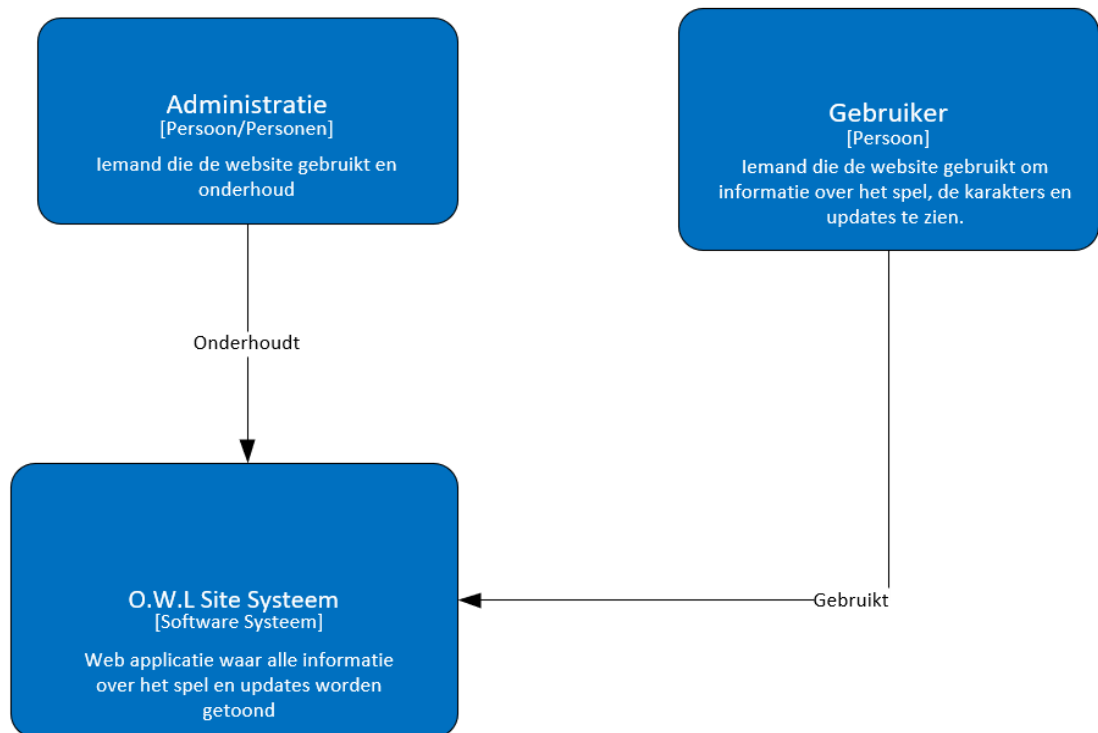 Administratie
[Persoon/Personen]
Iemand die de website gebruikt en
onderhoud
Gebruiker
[Persoon]
Iemand die de website gebruikt om
informatie over het spel, de karakters en
updates te zien.
Onderhoudt
O.W.L Site Systeem
[Software Systeem]
Web applicatie waar alle informatie
over het spel en updates worden
getoond
Gebruikt